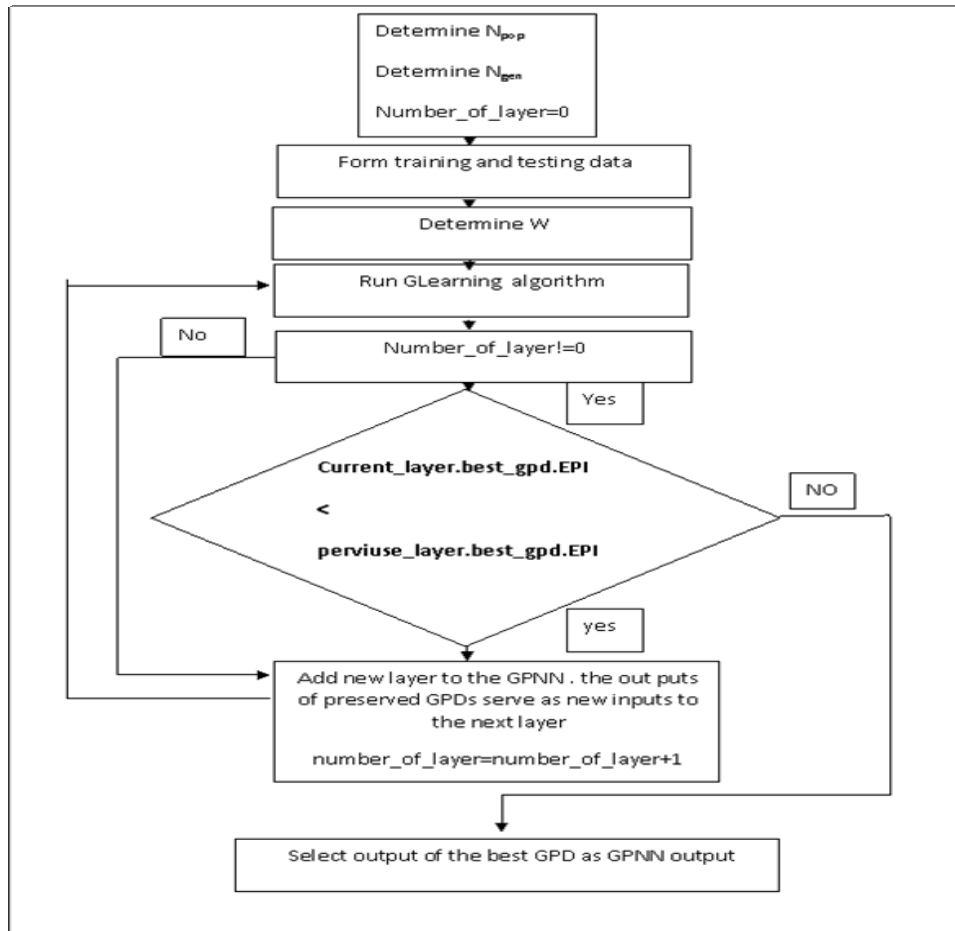 Determine Npop
Determine Ngen
Number_of_layer=0
Form training and testing data
Determine W
Run GLearning algorithm
No
Number_of_layer!=0
Yes
Current_layer.best_gpd.EPI
<
perviuse_layer.best_gpd.EPI
NO
yes
Add new layer to the GPNN . the out puts
of preserved GPDs serve as new inputs to
the next layer
number_of_layer=number_of_layer+1
Select output of the best GPD as GPNN output